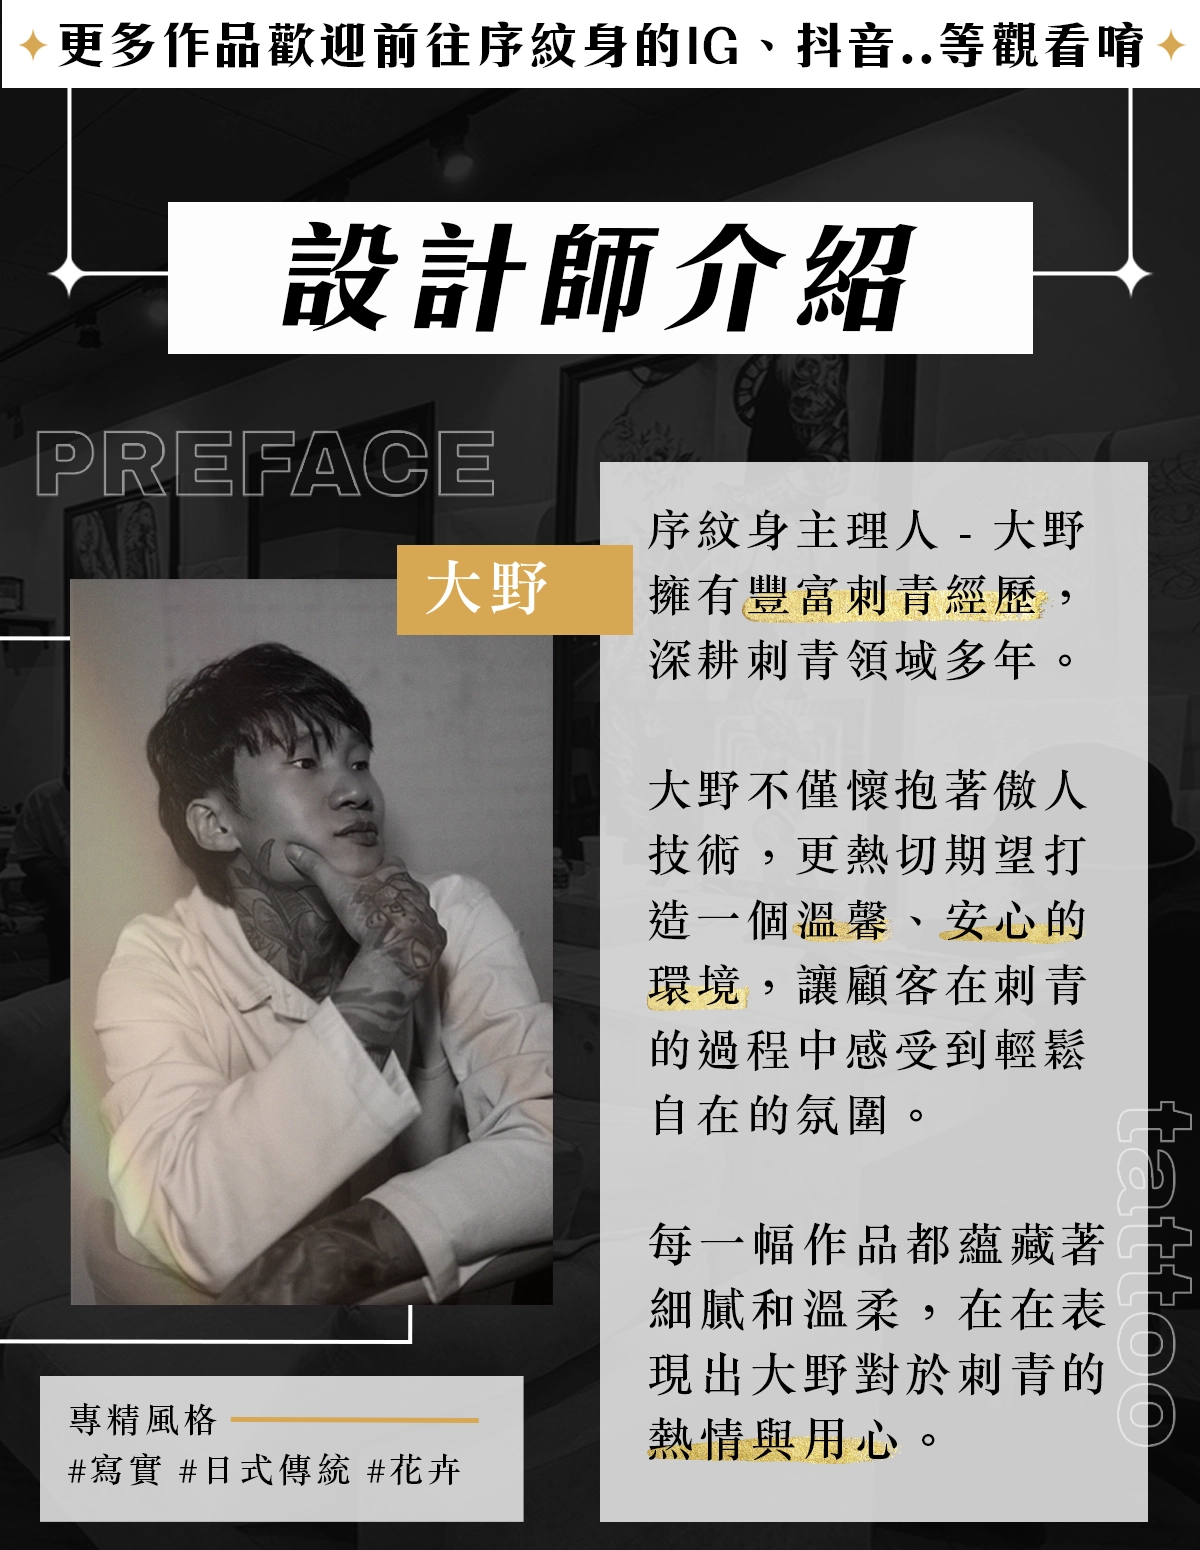 更多作品歡迎前往序紋身的IG、抖音..等觀看唷
設計師介紹
PREFACE
大野
序紋身主理人 - 大野
擁有豐富刺青經歷，
深耕刺青領域多年。
大野不僅懷抱著傲人
技術，更熱切期望打
造一個溫馨、安心的
環境，讓顧客在刺青
的過程中感受到輕鬆
自在的氛圍。
每一幅作品都蘊藏著
細膩和溫柔，在在表
現出大野對於刺青的
熱情與用心。
tattoo
專精風格
#寫實 #日式傳統 #花卉